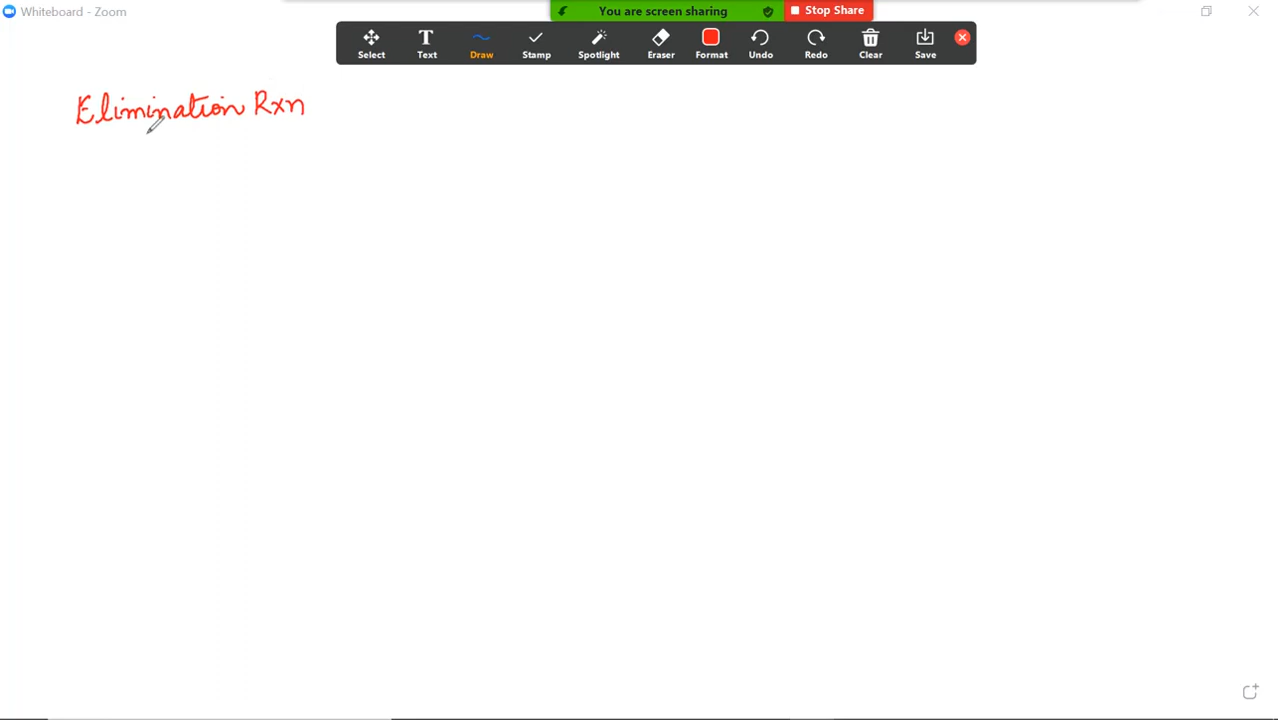 Whiteboard - Zoom
You are screen sharing
Stop Share
Select Text Draw Stamp Spotlight Eraser Format Undo Redo Clear Save
Elimination Rxn